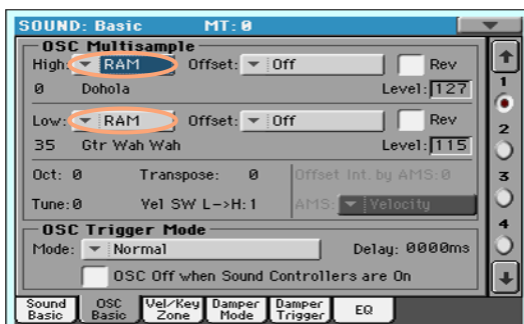 SOUND: Basic MT: 0
OSC Multisample
High: RAM Offset: Off Rev
0 Dohola Level: 127
Low: RAM Offset: Off Rev
35 Gtr Wah Wah Level: 115
Oct: 0 Transpose: 0 Offset Int. by AMS: 0
Tune: 0 Vel SW L->H: 1 AMS: Velocity
OSC Trigger Mode
Mode: Normal Delay: 0000ms
OSC Off when Sound Controllers are On
1
2
3
4
Sound Basic OSC Basic Vel/Key Zone Damper Mode Damper Trigger EQ